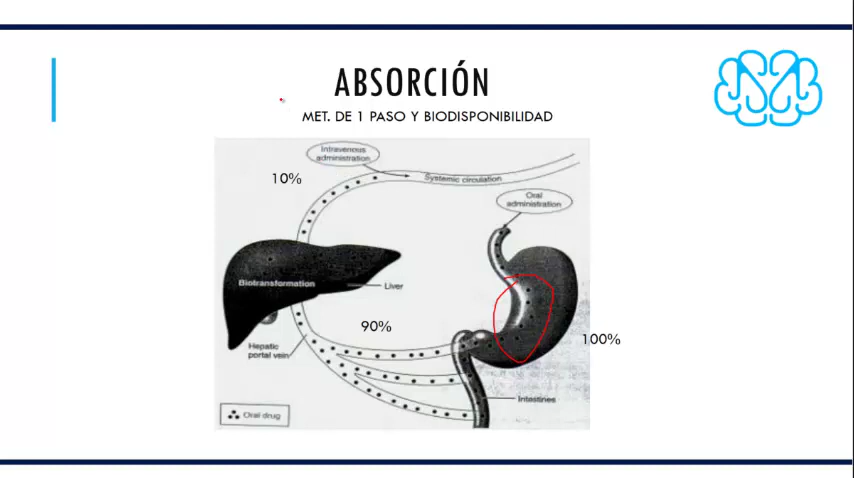 ABSORCIÓN
MET. DE 1 PASO Y BIODISPONIBILIDAD
Intravenous
administration
10%
Systemic circulation
Oral
administration
Biotransformation
Liver
90%
Hepatic
portal vein
100%
Intestines
Oral drug